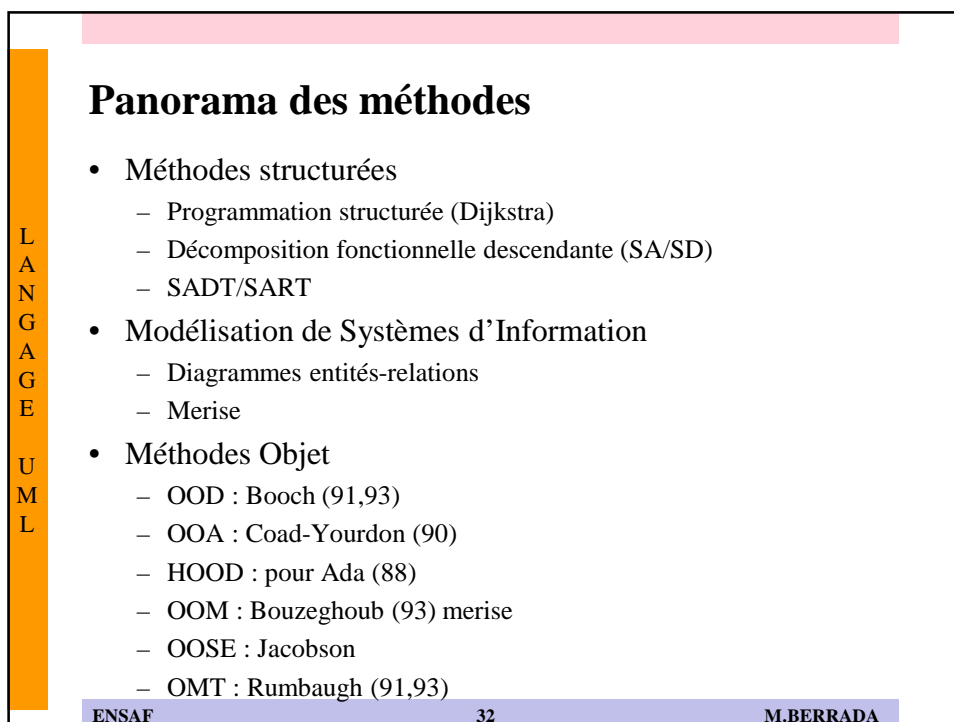 Panorama des méthodes
• Méthodes structurées
– Programmation structurée (Dijkstra)
– Décomposition fonctionnelle descendante (SA/SD)
– SADT/SART
• Modélisation de Systèmes d'Information
– Diagrammes entités-relations
– Merise
• Méthodes Objet
– OOD : Booch (91,93)
– OOA : Coad-Yourdon (90)
– HOOD : pour Ada (88)
– OOM : Bouzeghoub (93) merise
– OOSE : Jacobson
– OMT : Rumbaugh (91,93)
LANGAGE UML
ENSAF 32 M.BERRADA